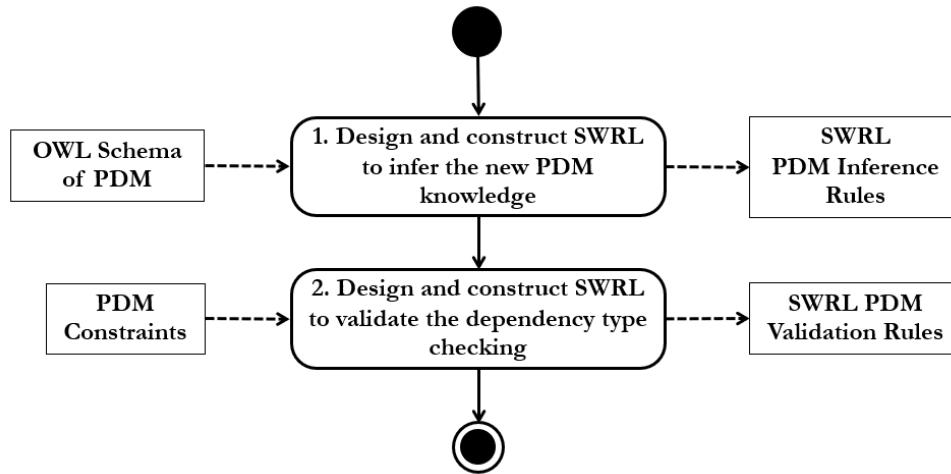 OWL Schema
of PDM
1. Design and construct SWRL
to infer the new PDM
knowledge
SWRL
PDM Inference
Rules
PDM
Constraints
2. Design and construct SWRL
to validate the dependency type
checking
SWRL PDM
Validation Rules